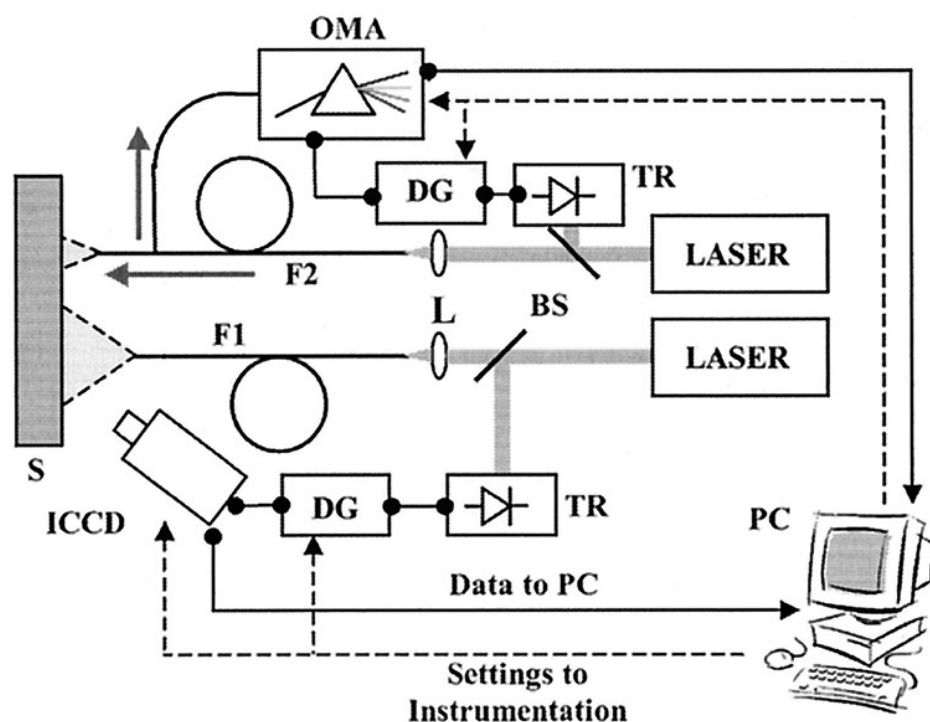 OMA
TR
DG
LASER
F2
L
BS
F1
LASER
S
ICCD
DG
TR
PC
Data to PC
Settings to
Instrumentation